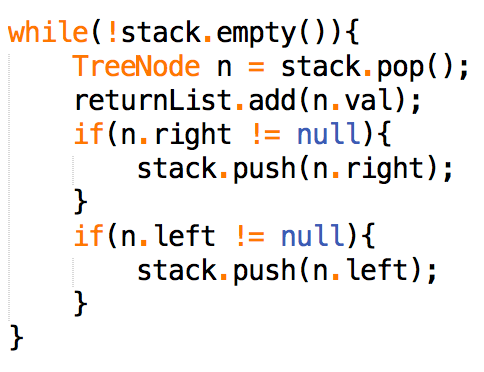 while(!stack.empty()){
    TreeNode n = stack.pop();
    returnList.add(n.val);
    if(n.right != null){
        stack.push(n.right);
    }
    if(n.left != null){
        stack.push(n.left);
    }
}